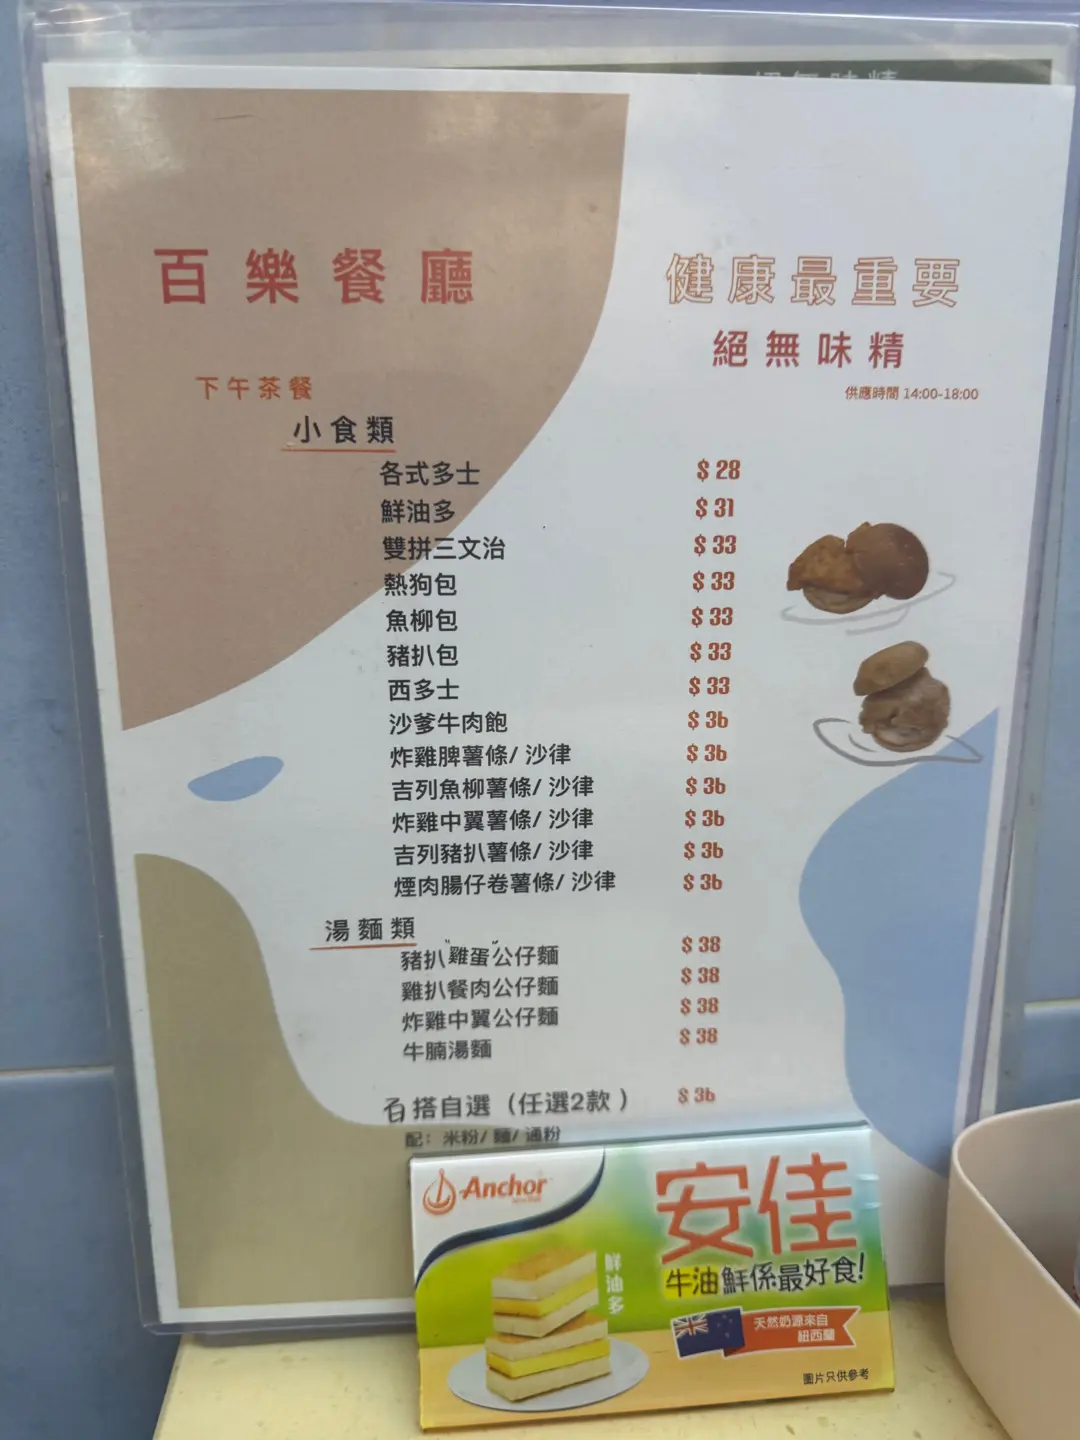 絕無味精
百樂餐廳
健康最重要
絕無味精
供應時間 14:00-18:00
下午茶餐
小食類
各式多士 $ 28
鮮油多 $ 31
雙拼三文治 $ 33
熱狗包 $ 33
魚柳包 $ 33
豬扒包 $ 33
西多士 $ 33
沙爹牛肉飽 $ 36
炸雞脾薯條/ 沙律 $ 36
吉列魚柳薯條/ 沙律 $ 36
炸雞中翼薯條/ 沙律 $ 36
吉列豬扒薯條/ 沙律 $ 36
煙肉腸仔卷薯條/ 沙律 $ 36
湯麵類
豬扒"雞蛋"公仔麵 $ 38
雞扒餐肉公仔麵 $ 38
炸雞中翼公仔麵 $ 38
牛腩湯麵 $ 38
百搭自選（任選2款） $ 36
配：米粉/ 麵/ 通粉
Anchor
安佳
牛油鮮係最好食!
鮮油多
天然奶源來自
紐西蘭
圖片只供參考